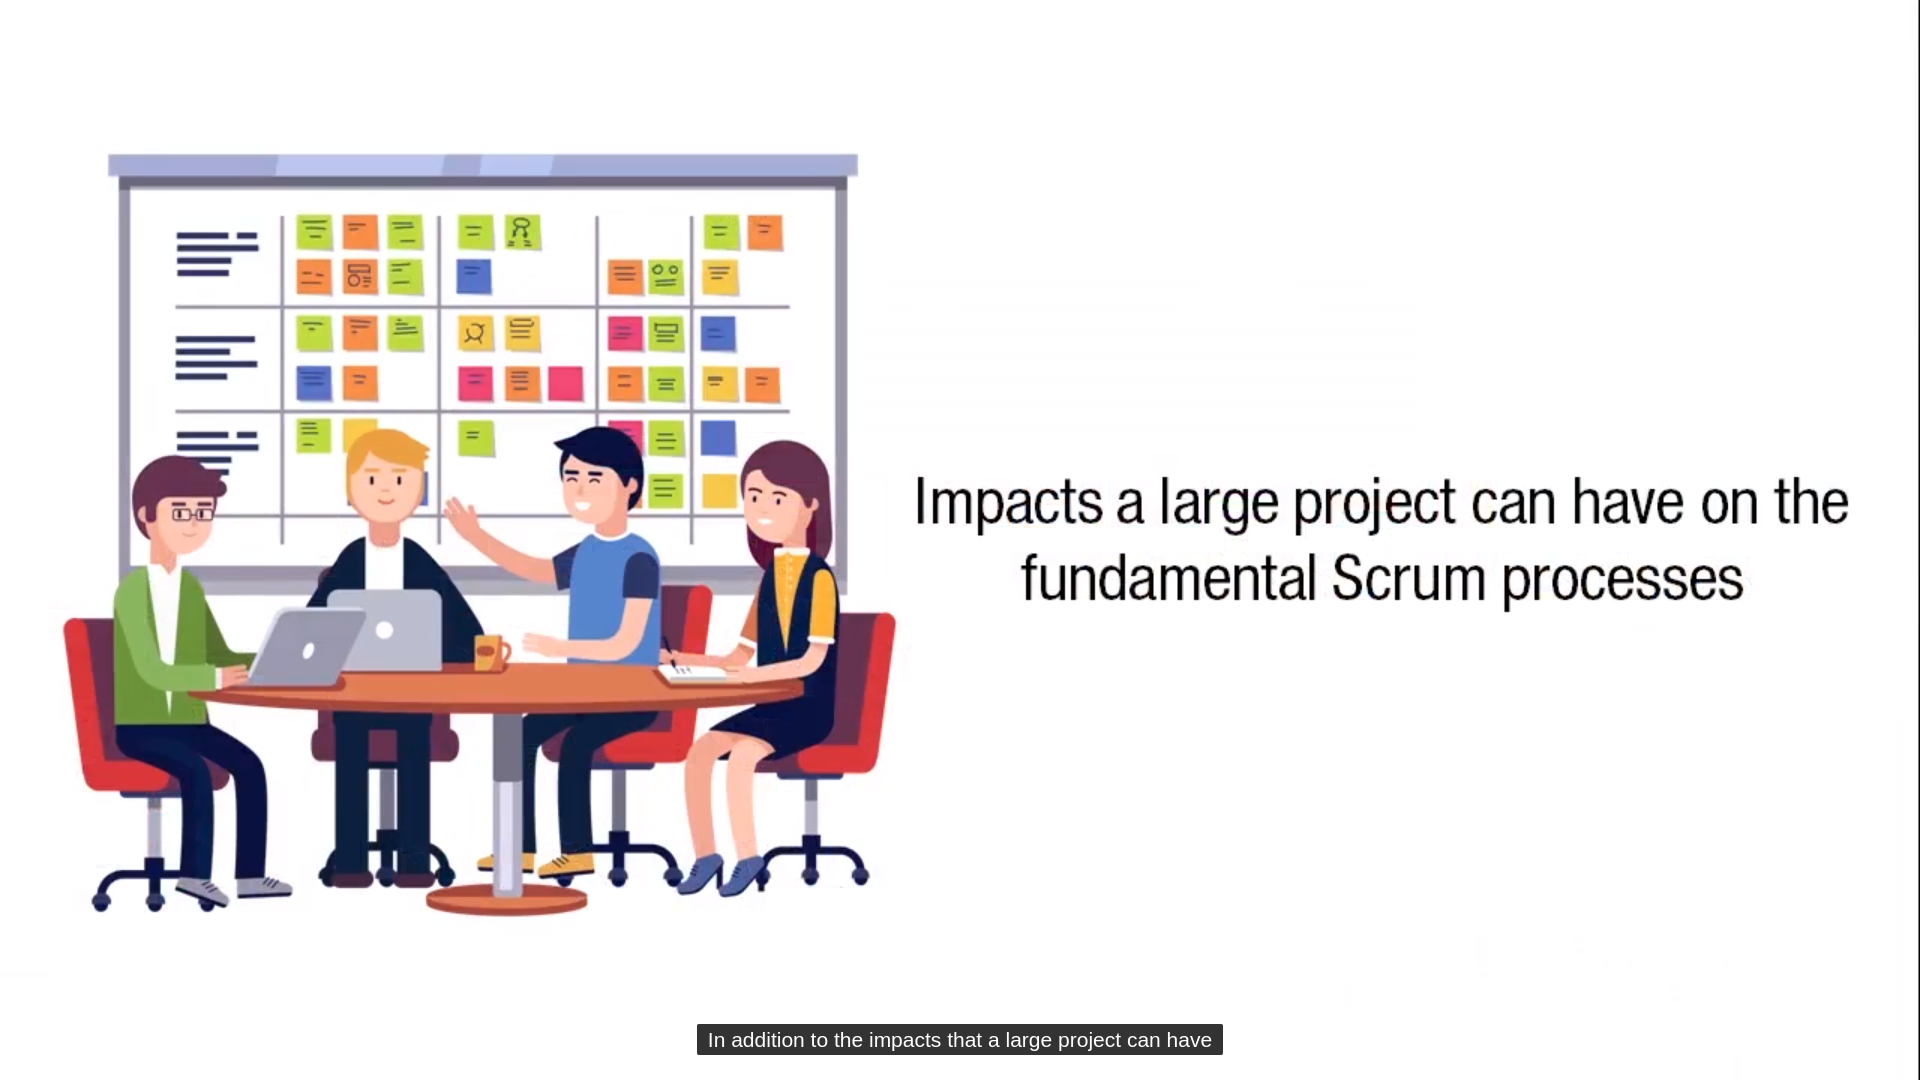 Impacts a large project can have on the
fundamental Scrum processes
In addition to the impacts that a large project can have